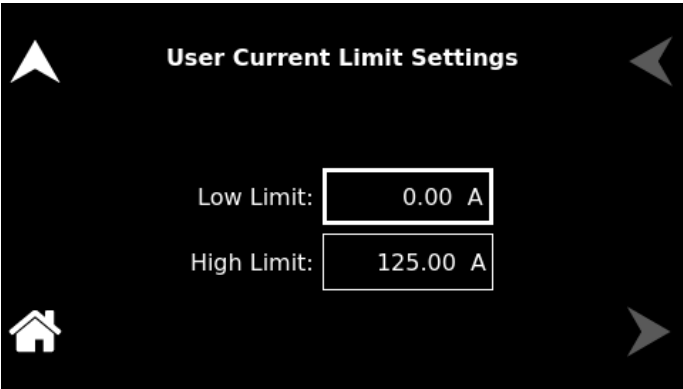 User Current Limit Settings
Low Limit: 0.00 A
High Limit: 125.00 A